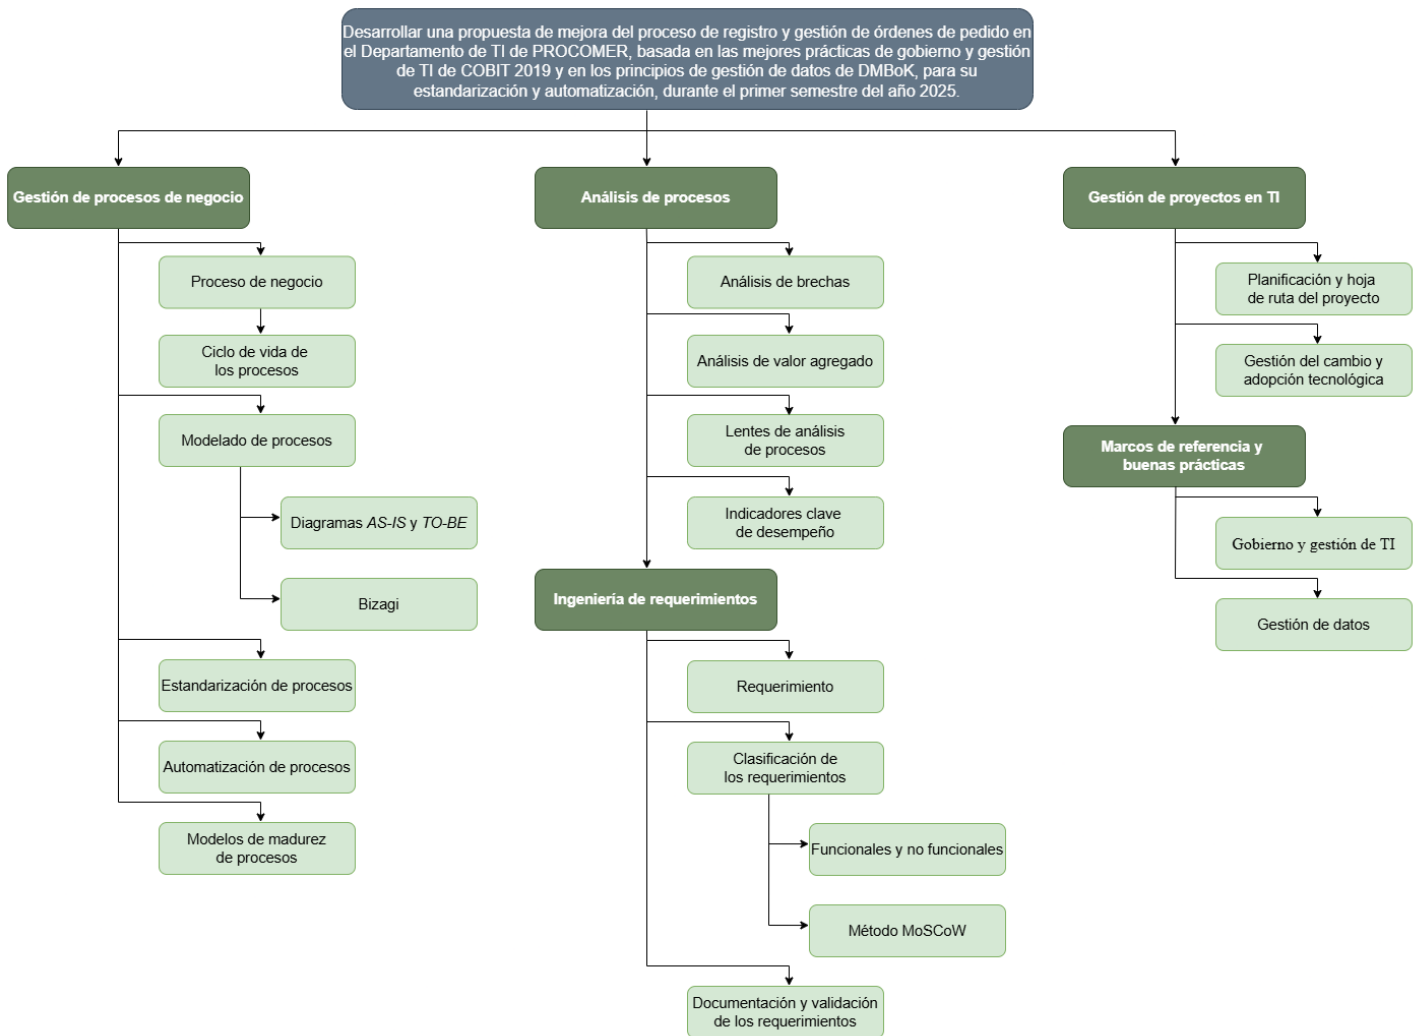 Desarrollar una propuesta de mejora del proceso de registro y gestión de órdenes de pedido en
el Departamento de TI de PROCOMER, basada en las mejores prácticas de gobierno y gestión
de TI de COBIT 2019 y en los principios de gestión de datos de DMBoK, para su
estandarización y automatización, durante el primer semestre del año 2025.
Gestión de procesos de negocio
Proceso de negocio
Ciclo de vida de
los procesos
Modelado de procesos
Diagramas AS-IS y TO-BE
Bizagi
Estandarización de procesos
Automatización de procesos
Modelos de madurez
de procesos
Análisis de procesos
Análisis de brechas
Análisis de valor agregado
Lentes de análisis
de procesos
Indicadores clave
de desempeño
Ingeniería de requerimientos
Requerimiento
Clasificación de
los requerimientos
Funcionales y no funcionales
Método MoSCoW
Documentación y validación
de los requerimientos
Gestión de proyectos en TI
Planificación y hoja
de ruta del proyecto
Gestión del cambio y
adopción tecnológica
Marcos de referencia y
buenas prácticas
Gobierno y gestión de TI
Gestión de datos